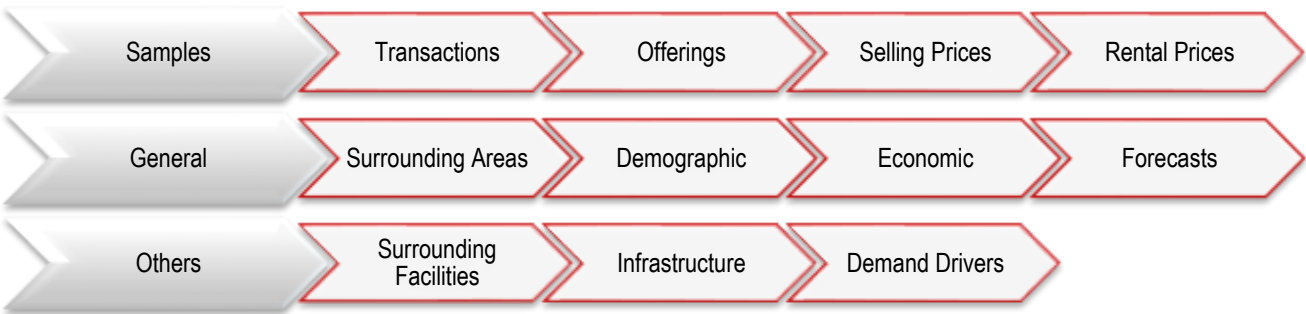 Samples
Transactions
Offerings
Selling Prices
Rental Prices
General
Surrounding Areas
Demographic
Economic
Forecasts
Others
Surrounding
Facilities
Infrastructure
Demand Drivers